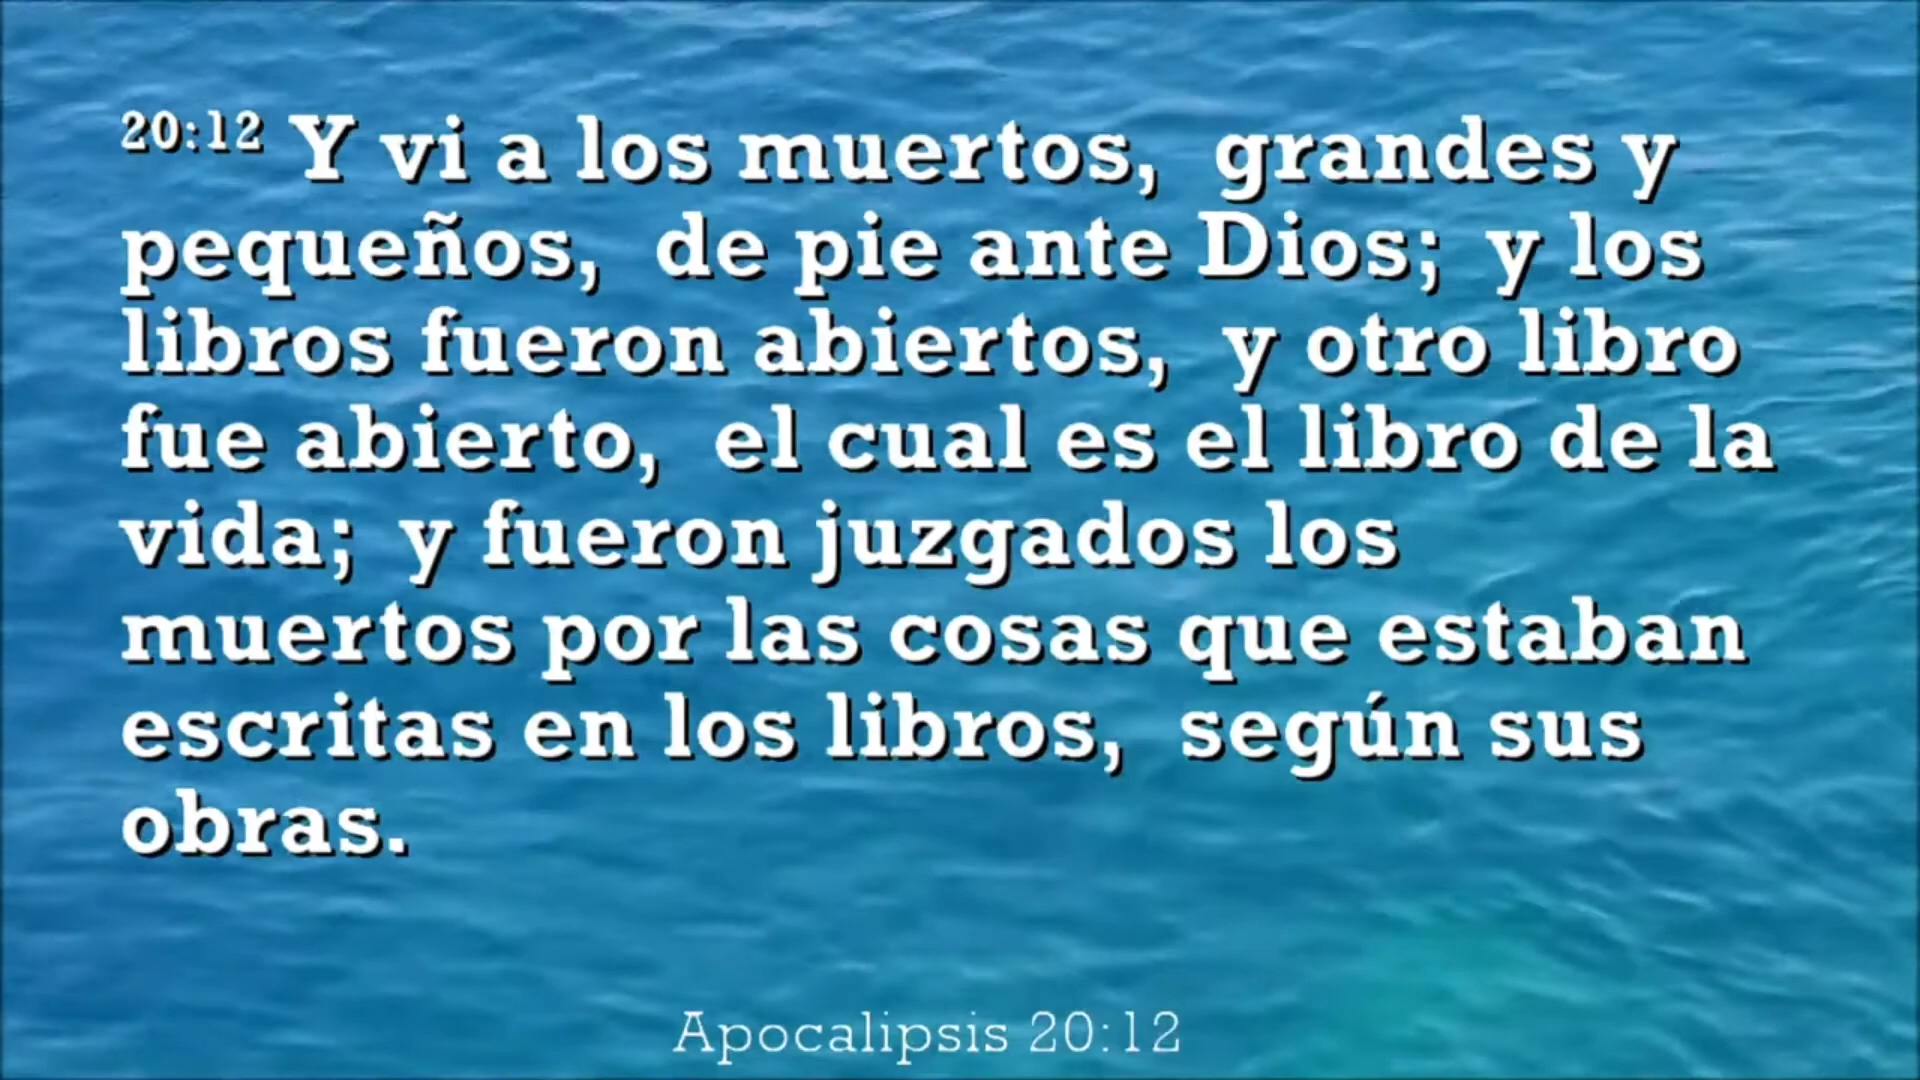 20:12 Y vi a los muertos, grandes y
pequeños, de pie ante Dios; y los
libros fueron abiertos, y otro libro
fue abierto, el cual es el libro de la
vida; y fueron juzgados los
muertos por las cosas que estaban
escritas en los libros, según sus
obras.
Apocalipsis 20:12